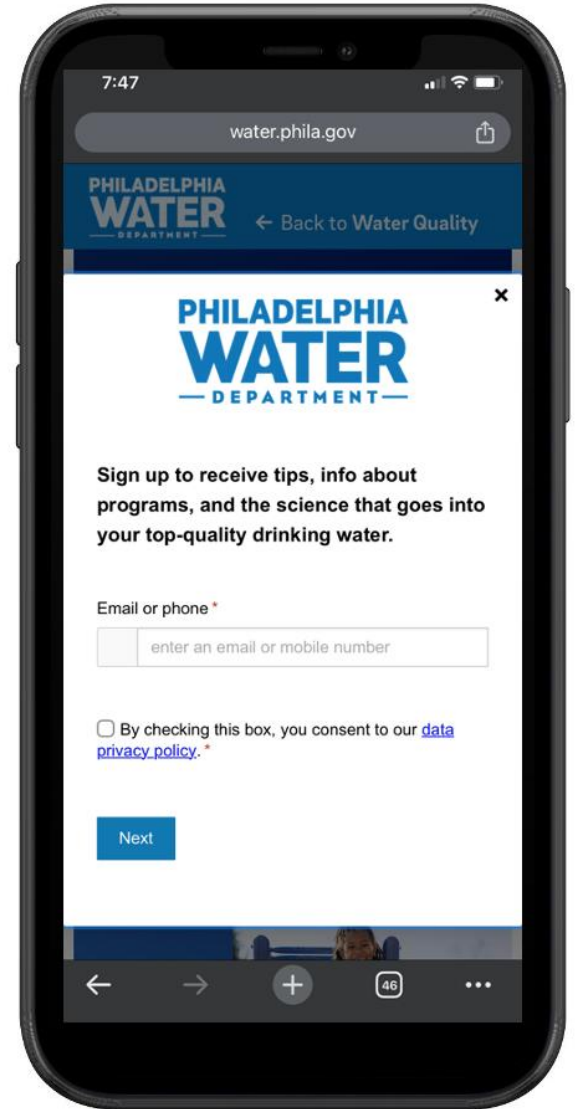 7:47
water.phila.gov
PHILADELPHIA
WATER
DEPARTMENT
← Back to Water Quality
×
PHILADELPHIA
WATER
DEPARTMENT
Sign up to receive tips, info about
programs, and the science that goes into
your top-quality drinking water.
Email or phone *
enter an email or mobile number
By checking this box, you consent to our data
privacy policy. *
Next
46